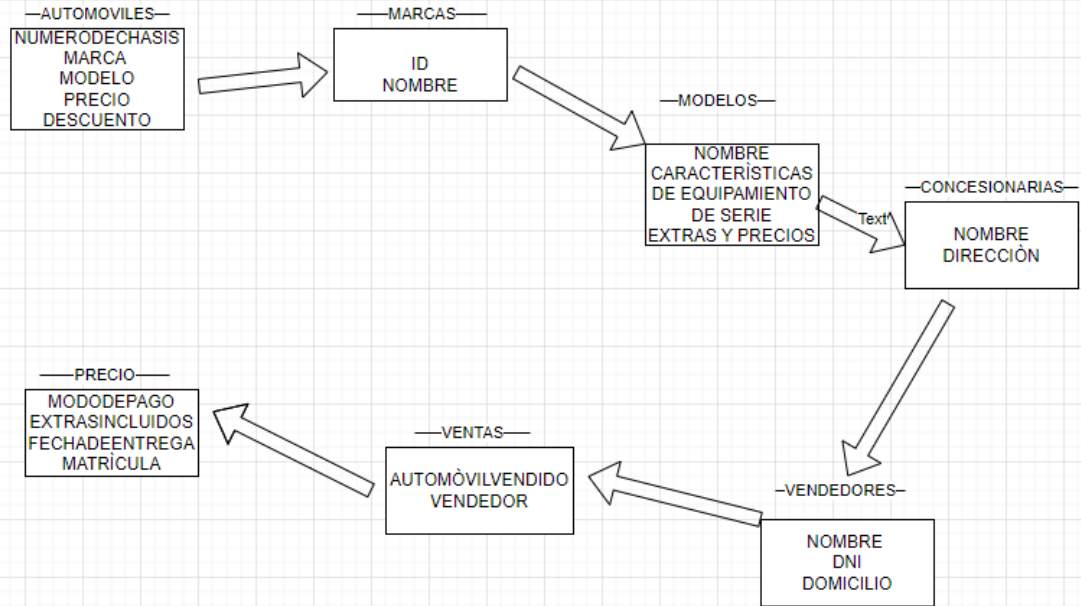 —AUTOMOVILES—
NUMERODECHASIS
MARCA
MODELO
PRECIO
DESCUENTO
—MARCAS—
ID
NOMBRE
—MODELOS—
NOMBRE
CARACTERÌSTICAS
DE EQUIPAMIENTO
DE SERIE
EXTRAS Y PRECIOS
Text
—CONCESIONARIAS—
NOMBRE
DIRECCIÒN
—PRECIO—
MODODEPAGO
EXTRASINCLUIDOS
FECHADEENTREGA
MATRÌCULA
—VENTAS—
AUTOMÒVILVENDIDO
VENDEDOR
—VENDEDORES—
NOMBRE
DNI
DOMICILIO